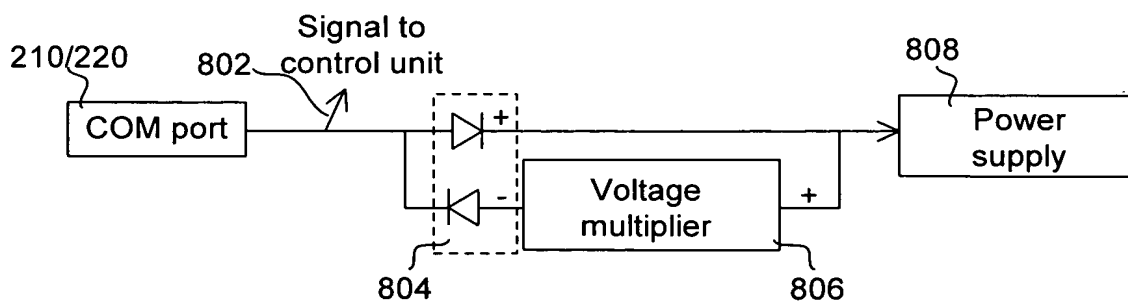 Signal to
control unit
210/220
802
808
COM port
+
Power
supply
-
Voltage
multiplier
+
804
806